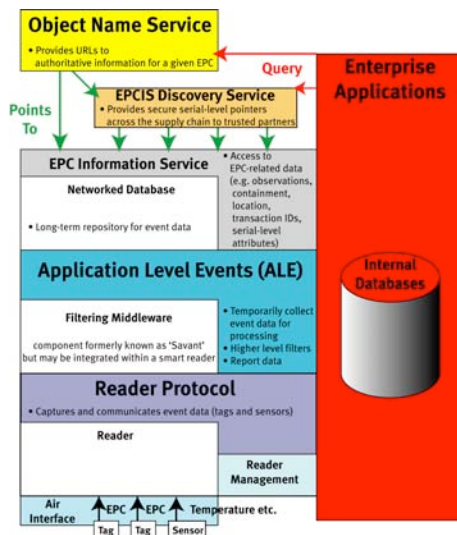 Object Name Service
• Provides URLs to
authoritative information for a given EPC
Query
Enterprise
Applications
Points
To
EPCIS Discovery Service
• Provides secure serial-level pointers
across the supply chain to trusted partners
EPC Information Service
• Access to
EPC-related data
(e.g. observations,
containment,
location,
transaction IDs,
serial-level
attributes)
Networked Database
• Long-term repository for event data
Application Level Events (ALE)
Internal
Databases
Filtering Middleware
component formerly known as 'Savant'
but may be integrated within a smart reader
• Temporarily collect
event data for
processing
• Higher level filters
• Report data
Reader Protocol
• Captures and communicates event data (tags and sensors)
Reader
Reader
Management
Air
Interface
EPC
EPC
Temperature etc.
Tag
Tag
Sensor